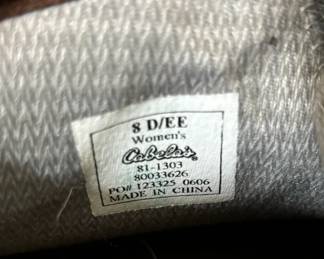 8 D/EE
Women's
Cabela's
81-1303
80033626
PO# 123325 0606
MADE IN CHINA